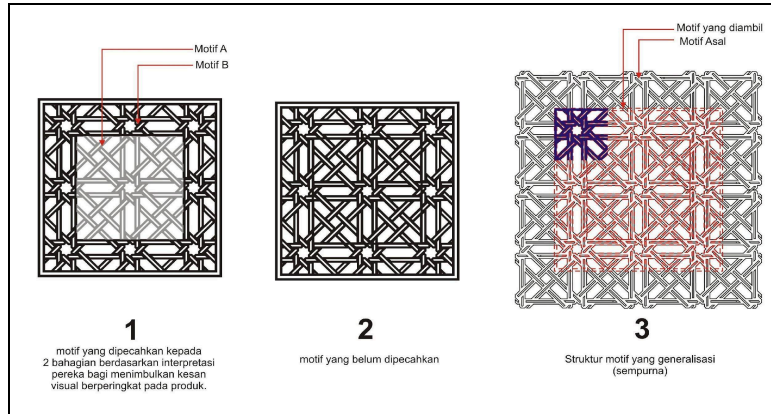 Motif A
Motif B
Motif yang diambil
Motif Asal
1
motif yang dipecahkan kepada
2 bahagian berdasarkan interpretasi
pereka bagi menimbulkan kesan
visual berperingkat pada produk.
2
motif yang belum dipecahkan
3
Struktur motif yang generalisasi
(sempurna)